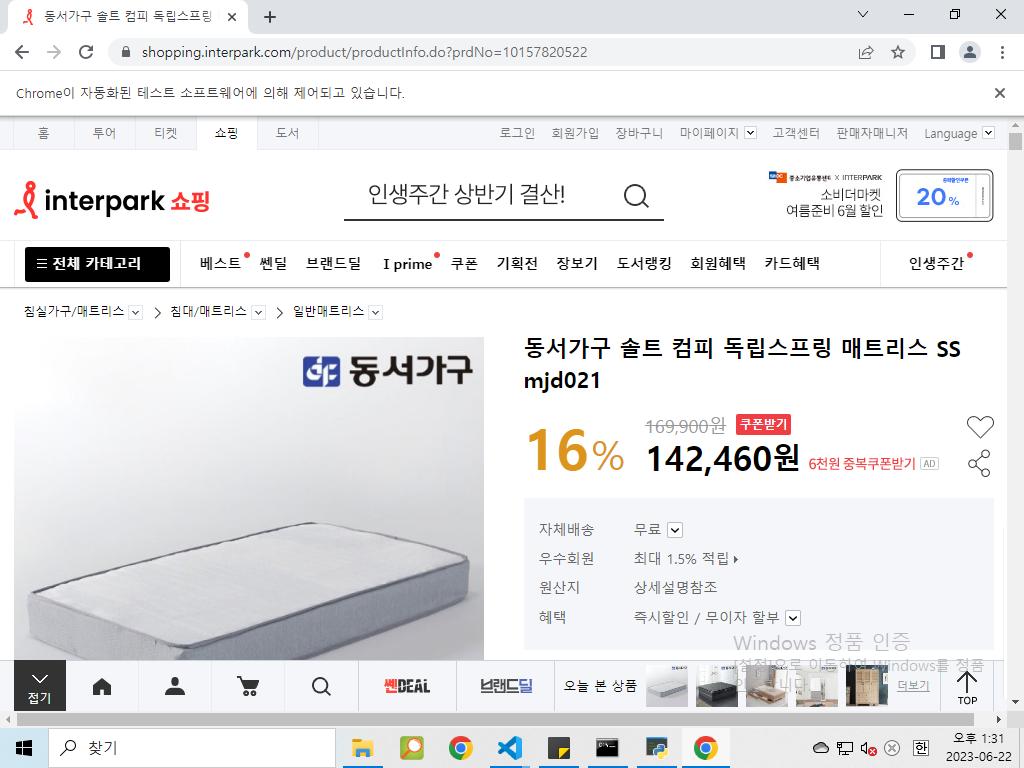 동서가구 솔트 컴피 독립스프링
shopping.interpark.com/product/productInfo.do?prdNo=10157820522
Chrome이 자동화된 테스트 소프트웨어에 의해 제어되고 있습니다.
홈 투어 티켓 쇼핑 도서 로그인 회원가입 장바구니 마이페이지 고객센터 판매자매니저 Language
interpark 쇼핑
인생주간 상반기 결산!
중소기업유통센터 X INTERPARK
소비더마켓
여름준비 6월 할인
중복할인쿠폰
20%
전체 카테고리 베스트 쎈딜 브랜드딜 I prime 쿠폰 기획전 장보기 도서랭킹 회원혜택 카드혜택 인생주간
침실가구/매트리스 침대/매트리스 일반매트리스
동서가구
동서가구 솔트 컴피 독립스프링 매트리스 SS
mjd021
16%
169,900원 쿠폰받기
142,460원 6천원 중복쿠폰받기 AD
자체배송 무료
우수회원 최대 1.5% 적립
원산지 상세설명참조
혜택 즉시할인 / 무이자 할부
Windows 정품 인증
[설정]으로 이동하여 Windows를 정품
접기
쎈DEAL
브랜드딜
오늘 본 상품
더보기
TOP
찾기
한
오후 1:31
2023-06-22